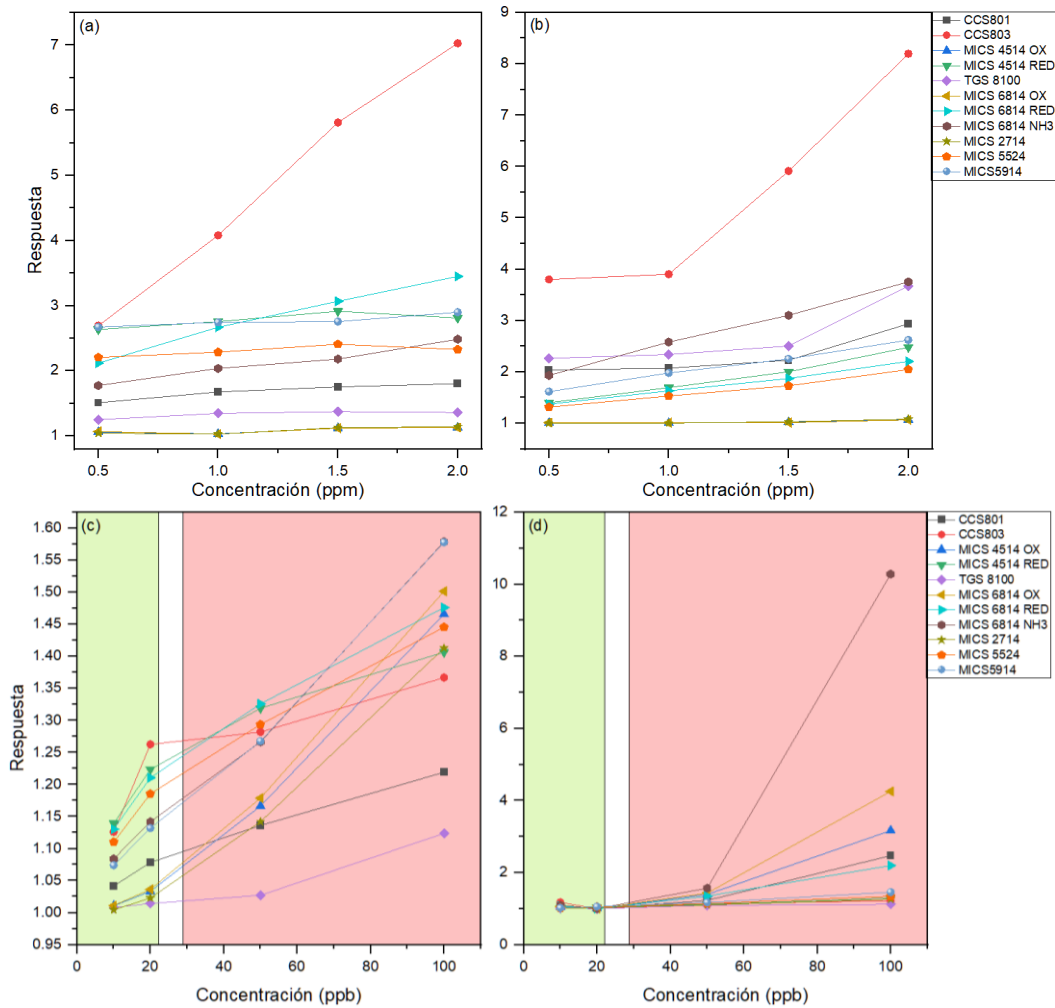 (a)
7
6
5
4
3
2
1
Respuesta
0.5 1.0 1.5 2.0
Concentración (ppm)
(b)
9
8
7
6
5
4
3
2
1
0.5 1.0 1.5 2.0
Concentración (ppm)
CCS801
CCS803
MICS 4514 OX
MICS 4514 RED
TGS 8100
MICS 6814 OX
MICS 6814 RED
MICS 6814 NH3
MICS 2714
MICS 5524
MICS5914
(c)
1.60
1.55
1.50
1.45
1.40
1.35
1.30
1.25
1.20
1.15
1.10
1.05
1.00
0.95
Respuesta
0 20 40 60 80 100
Concentración (ppb)
(d)
12
10
8
6
4
2
0
0 20 40 60 80 100
Concentración (ppb)
CCS801
CCS803
MICS 4514 OX
MICS 4514 RED
TGS 8100
MICS 6814 OX
MICS 6814 RED
MICS 6814 NH3
MICS 2714
MICS 5524
MICS5914